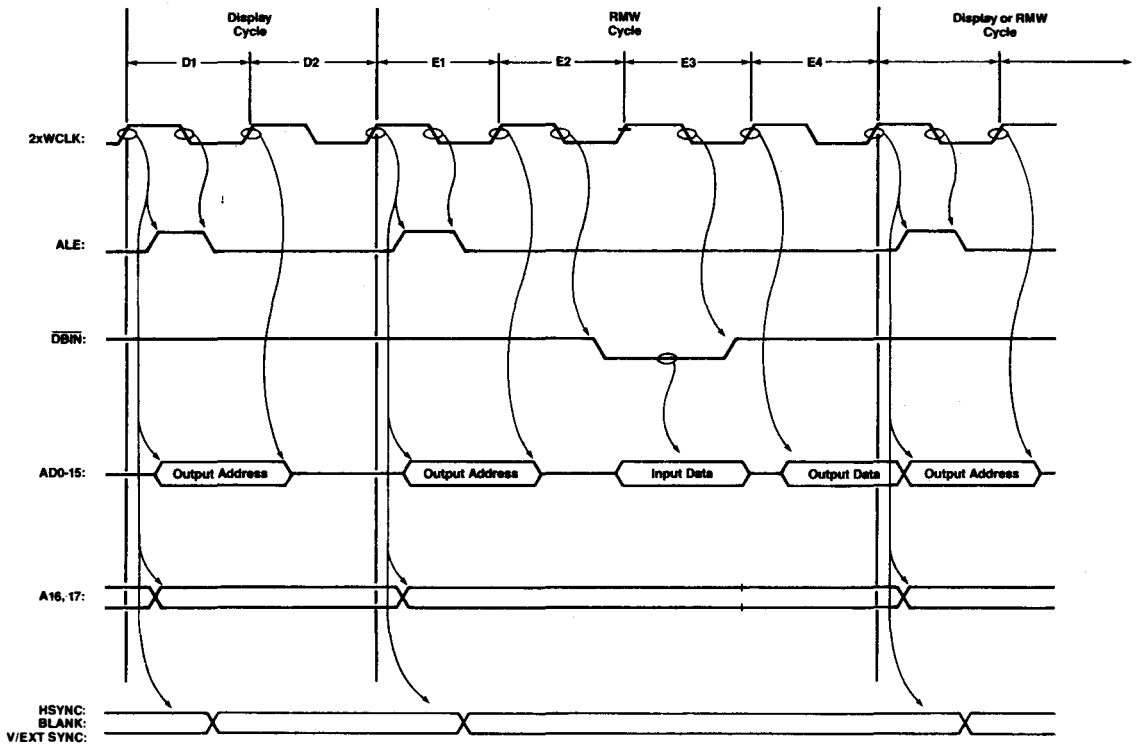 Display
Cycle
RMW
Cycle
Display or RMW
Cycle
D1
D2
E1
E2
E3
E4
2xWCLK:
ALE:
DBIN:
AD0-15:
Output Address
Output Address
Input Data
Output Data
Output Address
A16,-17:
HSYNC:
BLANK:
V/EXT SYNC: